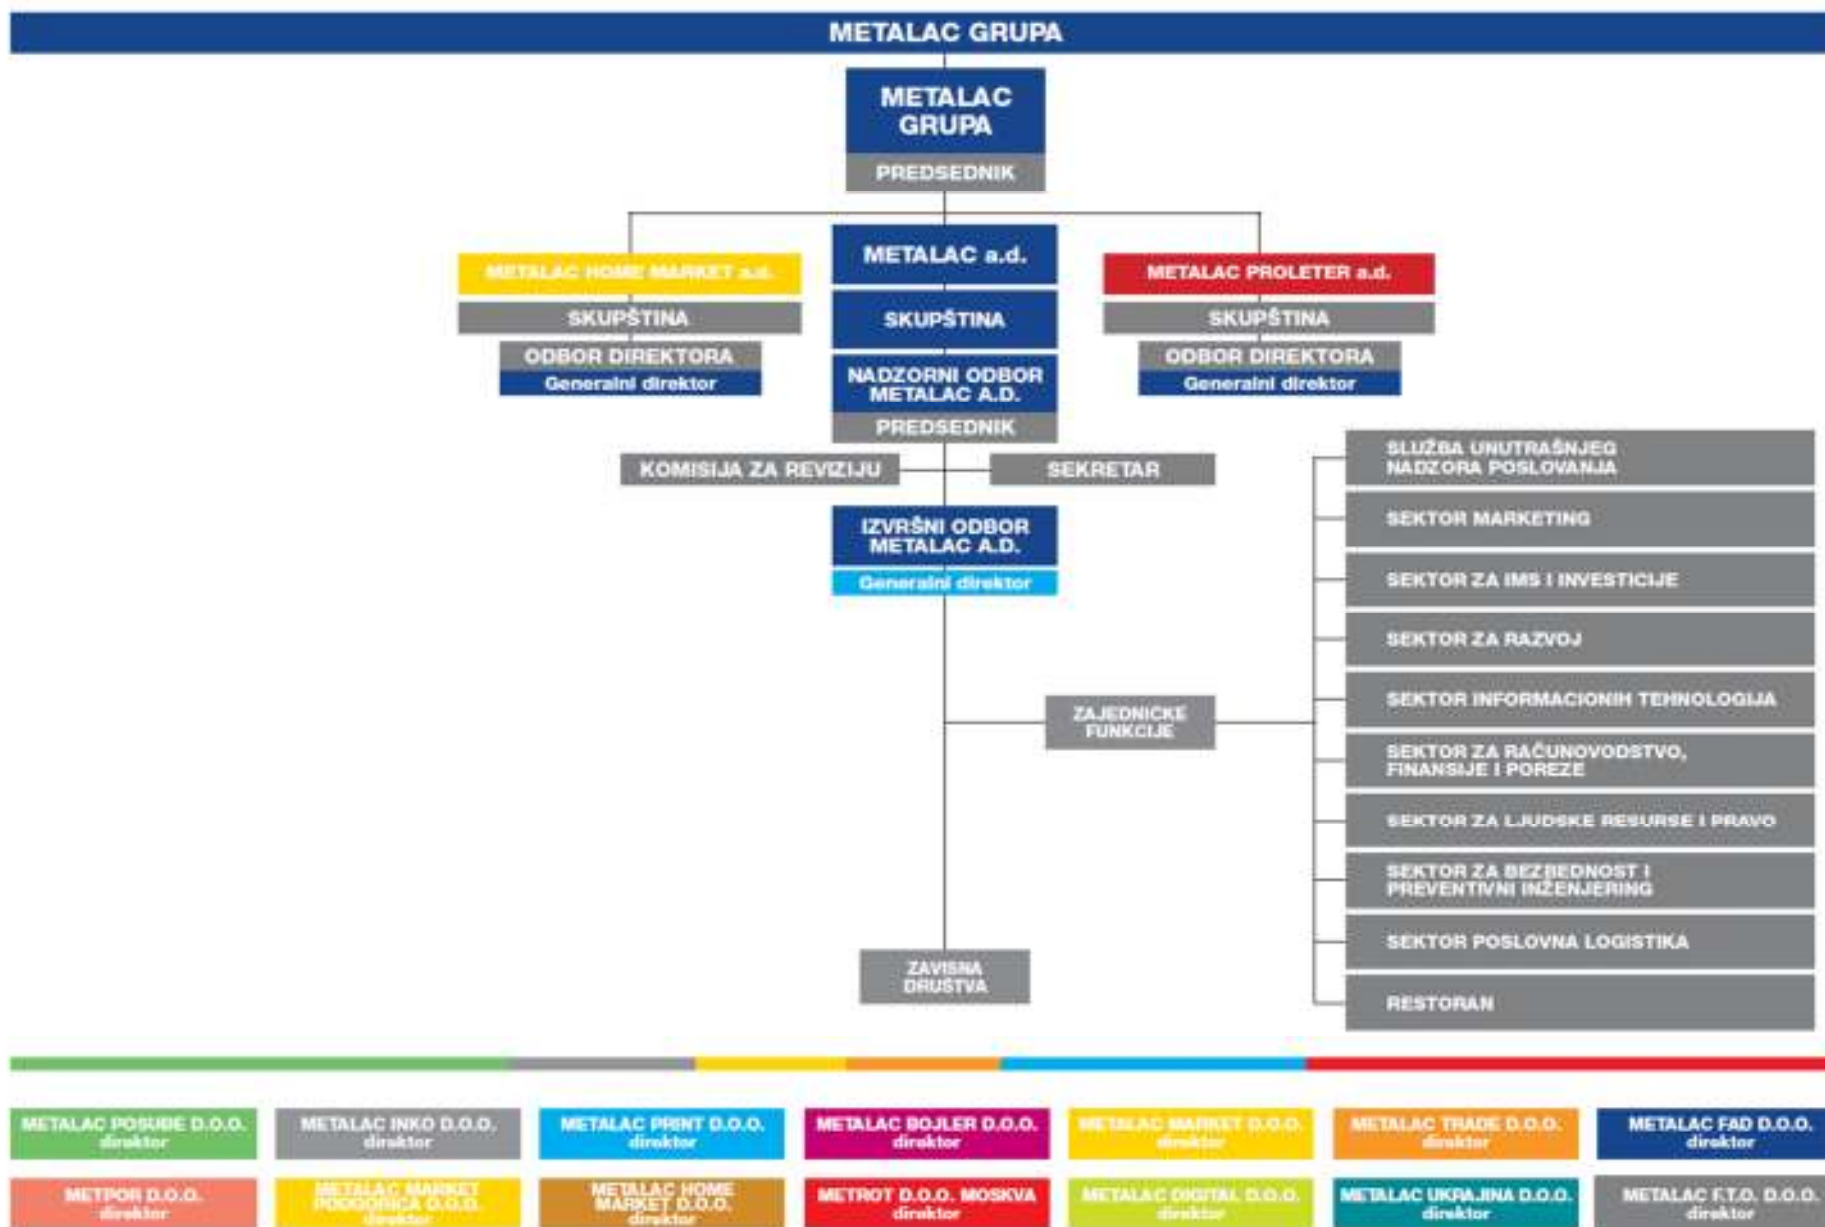 METALAC GRUPA
METALAC
GRUPA
PREDSEDNIK
METALAC HOME MARKET a.d.
SKUPŠTINA
ODBOR DIREKTORA
Generalni direktor
METALAC a.d.
SKUPŠTINA
NADZORNI ODBOR
METALAC A.D.
PREDSEDNIK
METALAC PROLETER a.d.
SKUPŠTINA
ODBOR DIREKTORA
Generalni direktor
KOMISIJA ZA REVIZIJU
SEKRETAR
IZVRŠNI ODBOR
METALAC A.D.
Generalni direktor
ZAJEDNIČKE
FUNKCIJE
SLUŽBA UNUTRAŠNJEG
NADZORA POSLOVANJA
SEKTOR MARKETING
SEKTOR ZA IMS I INVESTICIJE
SEKTOR ZA RAZVOJ
SEKTOR INFORMACIONIH TEHNOLOGIJA
SEKTOR ZA RAČUNOVODSTVO,
FINANSIJE I POREZE
SEKTOR ZA LJUDSKE RESURSE I PRAVO
SEKTOR ZA BEZBEDNOST I
PREVENTIVNI INŽENJERING
SEKTOR POSLOVNA LOGISTIKA
RESTORAN
ZAVISNA
DRUŠTVA
METALAC POSUĐE D.O.O.
direktor
METALAC INKO D.O.O.
direktor
METALAC PRINT D.O.O.
direktor
METALAC BOJLER D.O.O.
direktor
METALAC MARKET D.O.O.
direktor
METALAC TRADE D.O.O.
direktor
METALAC FAD D.O.O.
direktor
METPOR D.O.O.
direktor
METALAC MARKET
PODGORICA D.O.O.
direktor
METALAC HOME
MARKET D.O.O.
direktor
METROT D.O.O. MOSKVA
direktor
METALAC DIGITAL D.O.O.
direktor
METALAC UKRAJINA D.O.O.
direktor
METALAC F.T.O. D.O.O.
direktor